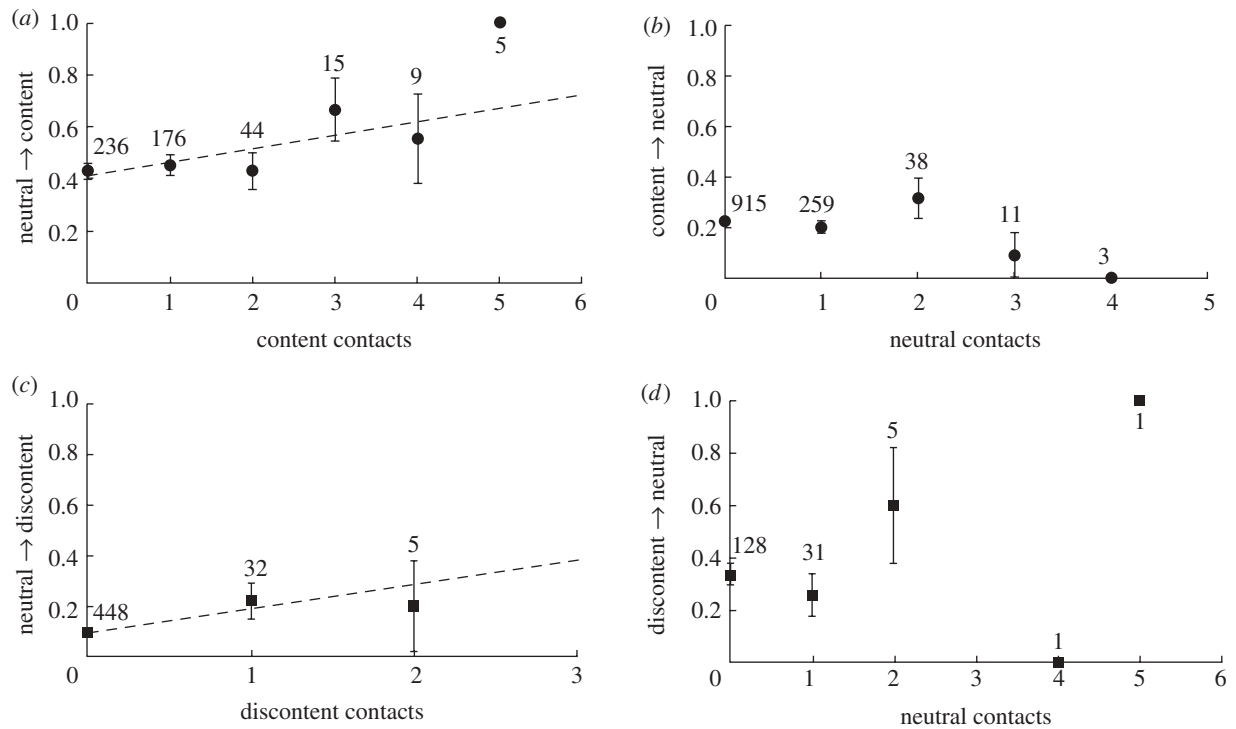 (a)
1.0
0.8
0.6
0.4
0.2
0
neutral → content
236
176
44
15
9
5
1 2 3 4 5 6
content contacts
(b)
1.0
0.8
0.6
0.4
0.2
0
content → neutral
915
259
38
11
3
1 2 3 4 5
neutral contacts
(c)
1.0
0.8
0.6
0.4
0.2
0
neutral → discontent
448
32
5
1 2 3
discontent contacts
(d)
1.0
0.8
0.6
0.4
0.2
0
discontent → neutral
128
31
5
1
1
1 2 3 4 5 6
neutral contacts